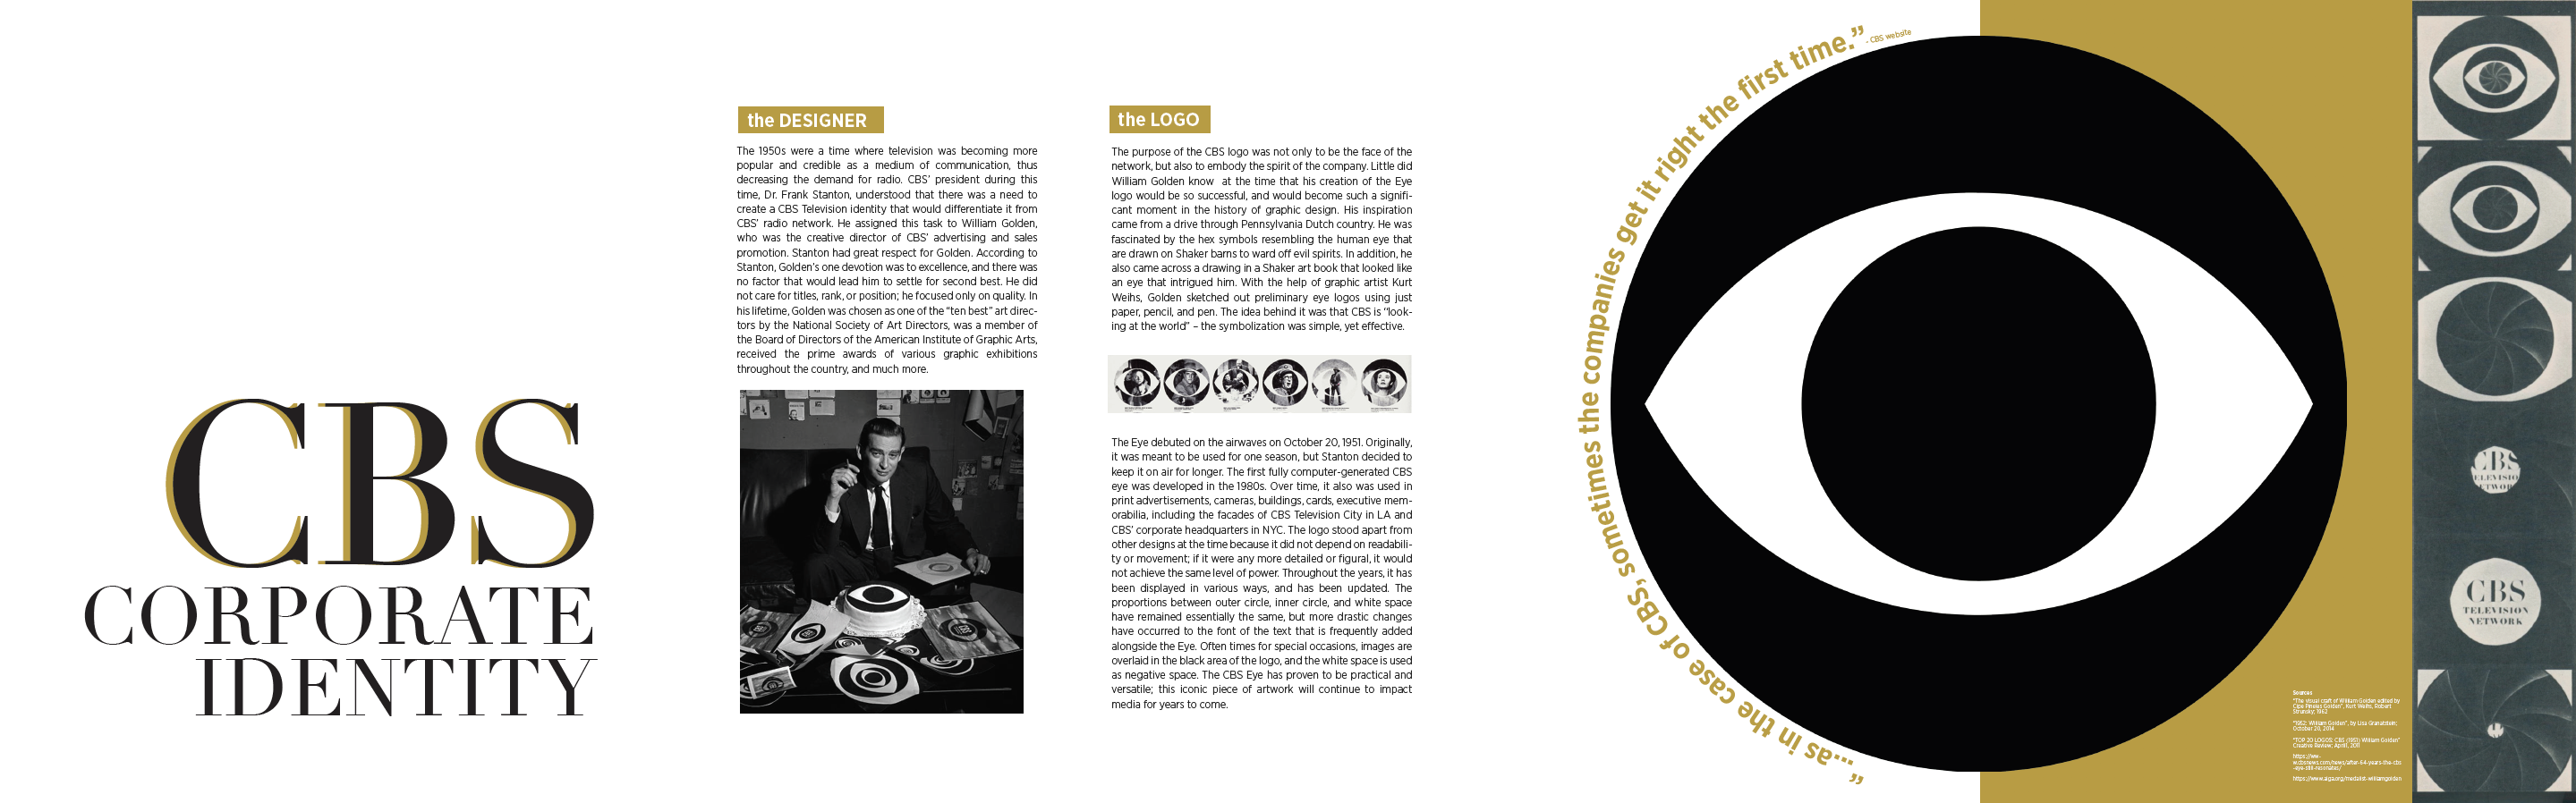 CBS
CORPORATE
IDENTITY
the DESIGNER
The 1950s were a time where television was becoming more
popular and credible as a medium of communication, thus
decreasing the demand for radio. CBS' president during this
time, Dr. Frank Stanton, understood that there was a need to
create a CBS Television identity that would differentiate it from
CBS' radio network. He assigned this task to William Golden,
who was the creative director of CBS' advertising and sales
promotion. Stanton had great respect for Golden. According to
Stanton, Golden's one devotion was to excellence, and there was
no factor that would lead him to settle for second best. He did
not care for titles, rank, or position; he focused only on quality. In
his lifetime, Golden was chosen as one of the "ten best" art direc-
tors by the National Society of Art Directors, was a member of
the Board of Directors of the American Institute of Graphic Arts,
received the prime awards of various graphic exhibitions
throughout the country, and much more.
the LOGO
The purpose of the CBS logo was not only to be the face of the
network, but also to embody the spirit of the company. Little did
William Golden know at the time that his creation of the Eye
logo would be so successful, and would become such a signifi-
cant moment in the history of graphic design. His inspiration
came from a drive through Pennsylvania Dutch country. He was
fascinated by the hex symbols resembling the human eye that
are drawn on Shaker barns to ward off evil spirits. In addition, he
also came across a drawing in a Shaker art book that looked like
an eye that intrigued him. With the help of graphic artist Kurt
Weihs, Golden sketched out preliminary eye logos using just
paper, pencil, and pen. The idea behind it was that CBS is "look-
ing at the world" – the symbolization was simple, yet effective.
The Eye debuted on the airwaves on October 20, 1951. Originally,
it was meant to be used for one season, but Stanton decided to
keep it on air for longer. The first fully computer-generated CBS
eye was developed in the 1980s. Over time, it also was used in
print advertisements, cameras, buildings, cards, executive mem-
orabilia, including the facades of CBS Television City in LA and
CBS' corporate headquarters in NYC. The logo stood apart from
other designs at the time because it did not depend on readabili-
ty or movement; if it were any more detailed or figural, it would
not achieve the same level of power. Throughout the years, it has
been displayed in various ways, and has been updated. The
proportions between outer circle, inner circle, and white space
have remained essentially the same, but more drastic changes
have occurred to the font of the text that is frequently added
alongside the Eye. Often times for special occasions, images are
overlaid in the black area of the logo, and the white space is used
as negative space. The CBS Eye has proven to be practical and
versatile; this iconic piece of artwork will continue to impact
media for years to come.
"...as in the case of CBS, sometimes the companies get it right the first time."
- CBS website
Sources
"The visual craft of William Golden edited by
Cipe Pineles Golden", Kurt Weihs, Robert
Strunsky; 1962
"1962: William Golden", by Lisa Granatstein;
October 20, 2014
"TOP 20 LOGOS: CBS (1951) William Golden"
Creative Review; April, 2011
-eye-still-resonates/
https://www.aiga.org/medalist-williamgolden
CBS
CBS
TELEVISION
NETWORK